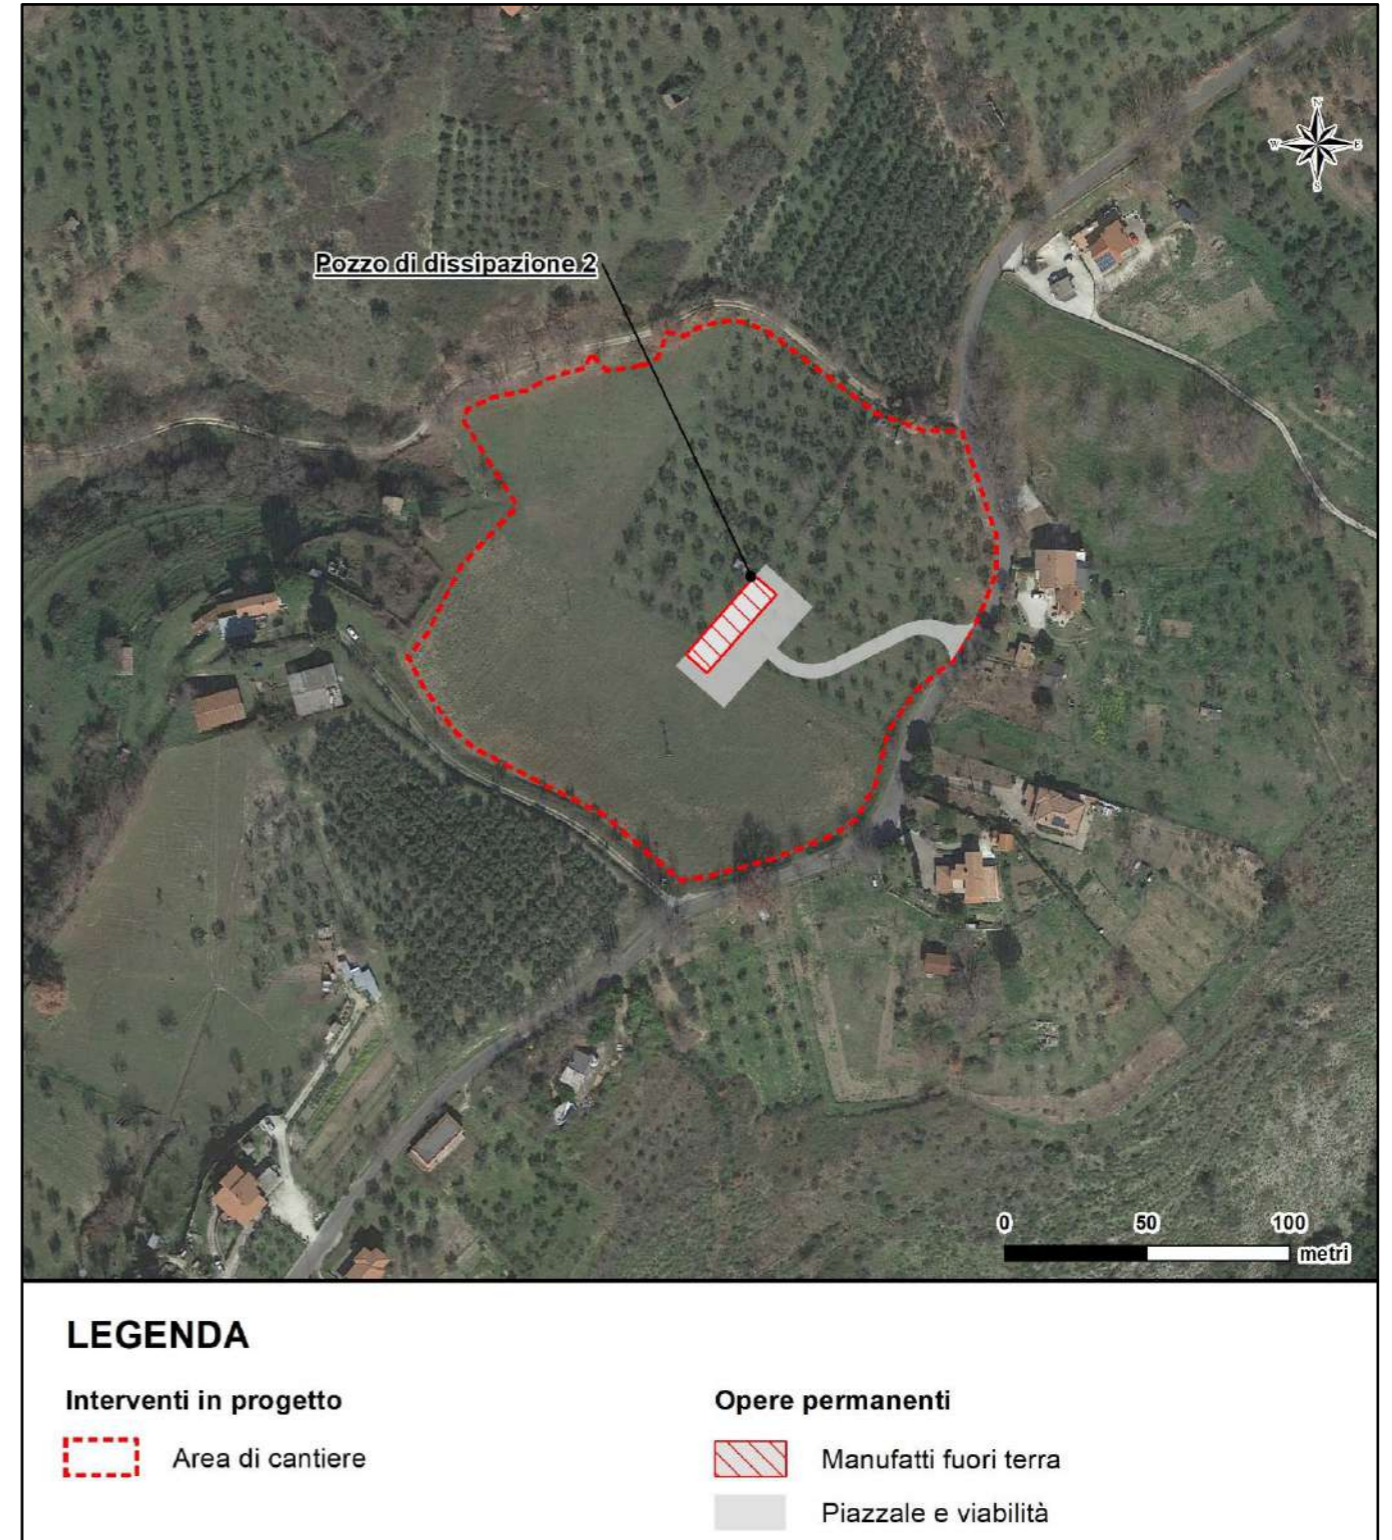 N
W E
S
Pozzo di dissipazione 2
0 50 100
metri
LEGENDA
Interventi in progetto
Area di cantiere
Opere permanenti
Manufatti fuori terra
Piazzale e viabilità